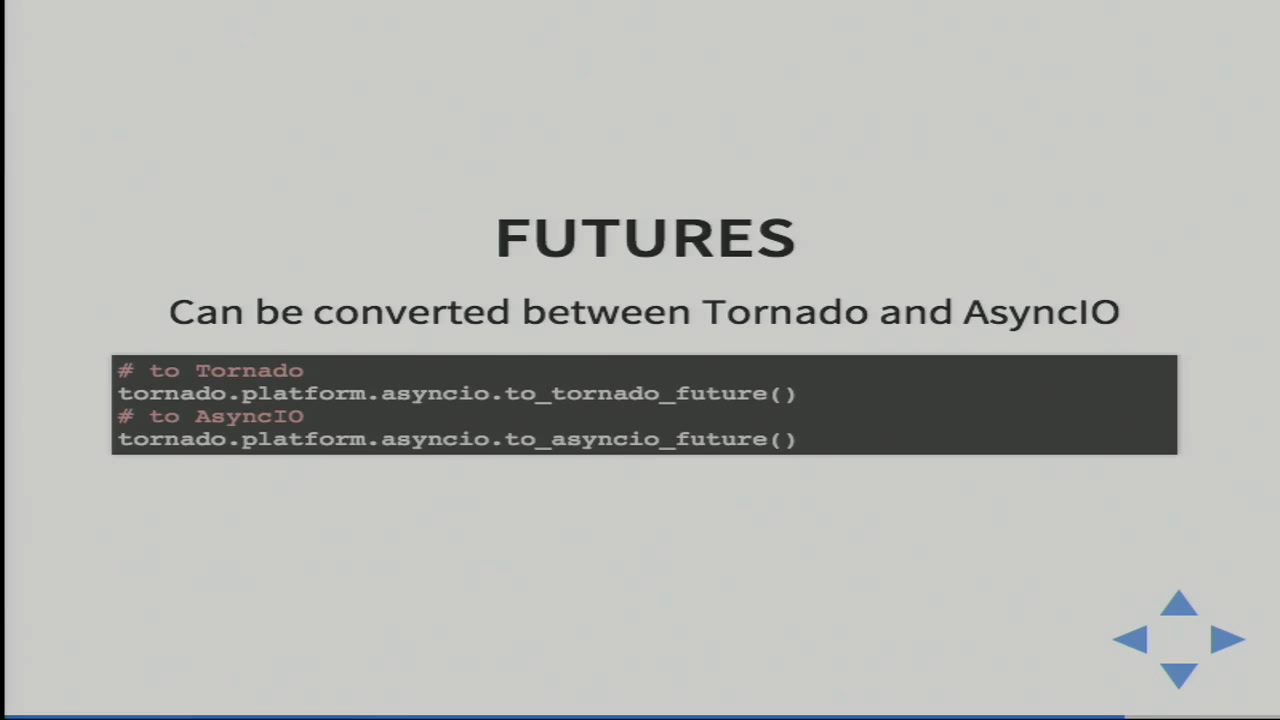 FUTURES
Can be converted between Tornado and AsyncIO
# to Tornado
tornado.platform.asyncio.to_tornado_future()
# to AsyncIO
tornado.platform.asyncio.to_asyncio_future()